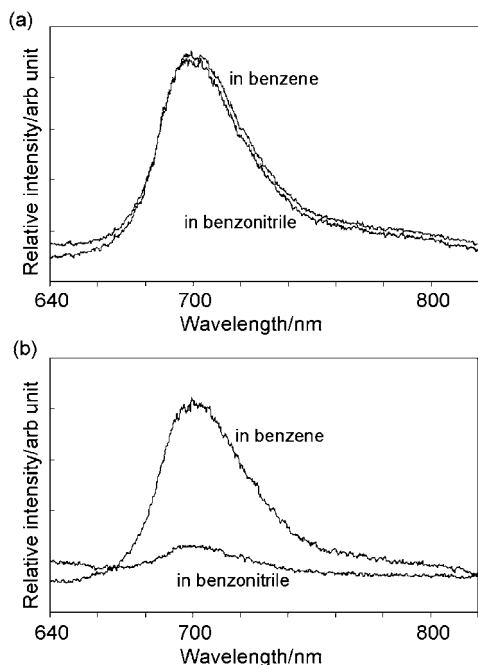 (a)
Relative intensity/arb unit
in benzene
in benzonitrile
640 700 800
Wavelength/nm
(b)
Relative intensity/arb unit
in benzene
in benzonitrile
640 700 800
Wavelength/nm